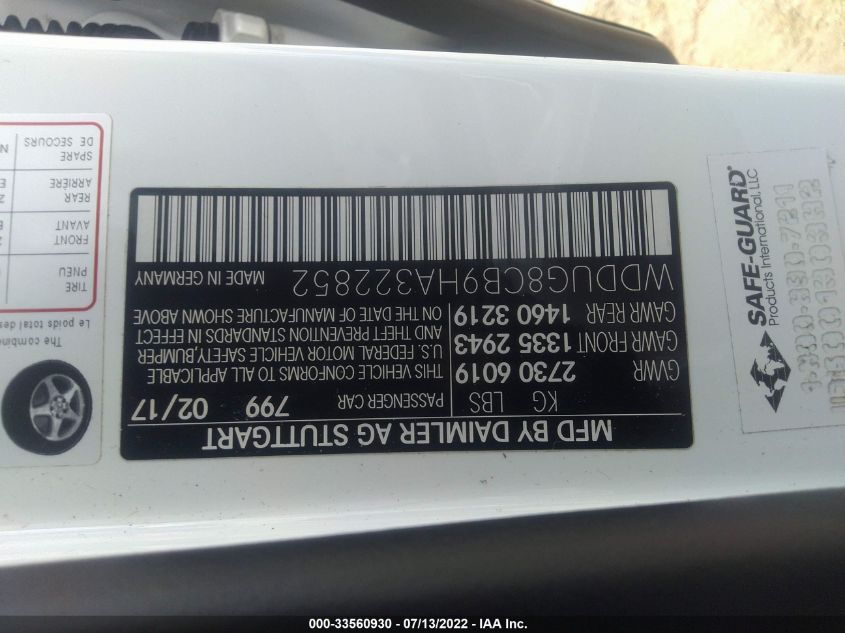 MFD BY DAIMLER AG STUTTGART
KG LBS
GVWR 2730 6019
GAWR FRONT 1335 2943
GAWR REAR 1460 3219
PASSENGER CAR 799 02/17
THIS VEHICLE CONFORMS TO ALL APPLICABLE
U.S. FEDERAL MOTOR VEHICLE SAFETY,BUMPER
AND THEFT PREVENTION STANDARDS IN EFFECT
ON THE DATE OF MANUFACTURE SHOWN ABOVE
WDDUG8CB9HA322852 MADE IN GERMANY
The combine
Le poids total des
TIRE
PNEU
FRONT
AVANT
REAR
ARRIÈRE
SPARE
DE SECOURS
SAFE-GUARD®
Products International, LLC
000-33560930 - 07/13/2022 - IAA Inc.